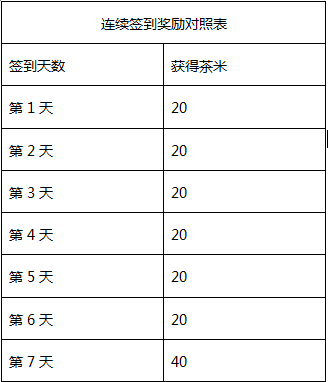 连续签到奖励对照表
签到天数 获得茶米
第1天 20
第2天 20
第3天 20
第4天 20
第5天 20
第6天 20
第7天 40